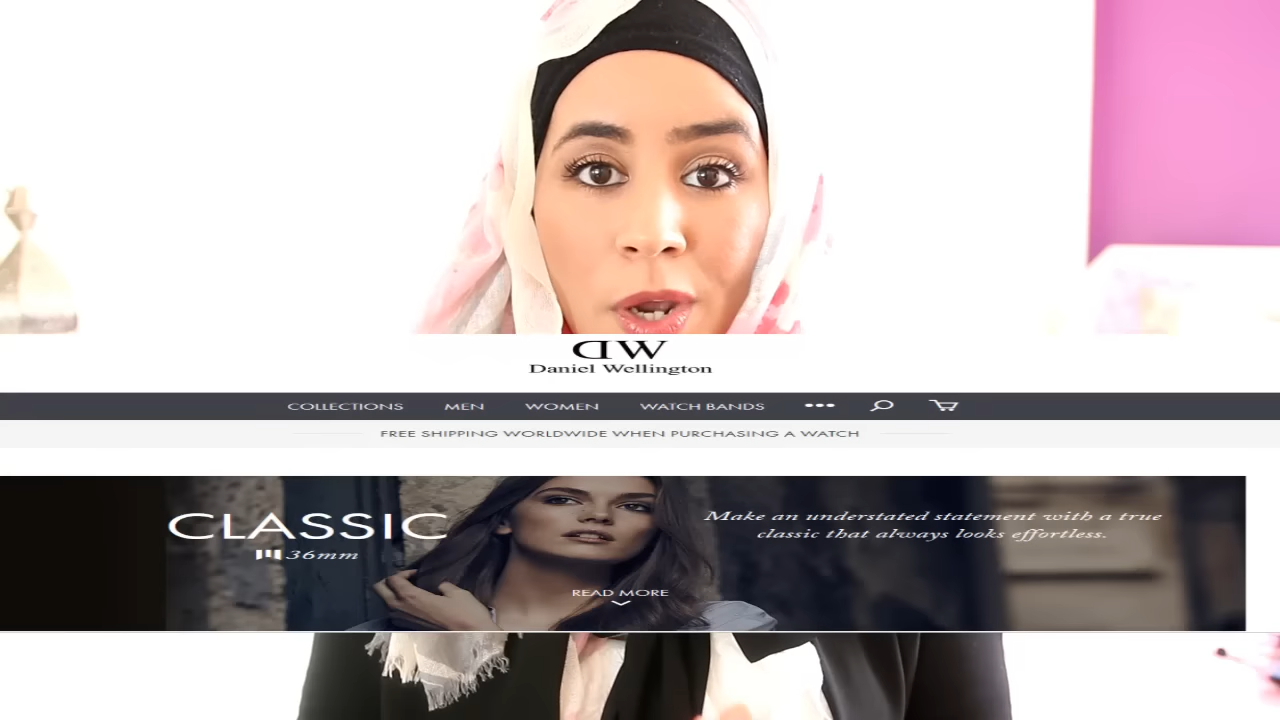 DW
Daniel Wellington
COLLECTIONS MEN WOMEN WATCH BANDS
FREE SHIPPING WORLDWIDE WHEN PURCHASING A WATCH
CLASSIC
36mm
Make an understated statement with a true
classic that always looks effortless.
READ MORE